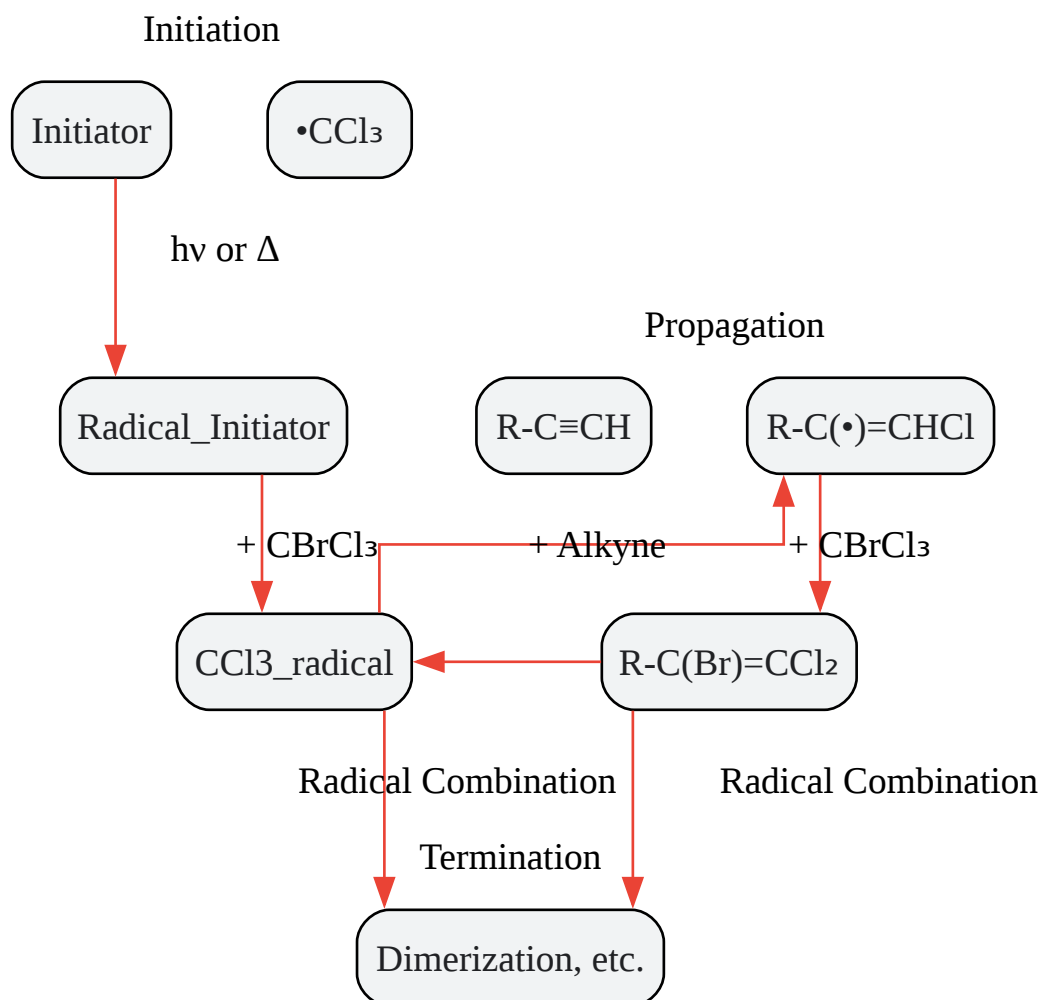 Initiation
Initiator
•CCl₃
hν or Δ
Propagation
Radical_Initiator
R-C≡CH
R-C(•)=CHCl
+ CBrCl₃
+ Alkyne
+ CBrCl₃
CCl3_radical
R-C(Br)=CCl₂
Radical Combination
Radical Combination
Termination
Dimerization, etc.